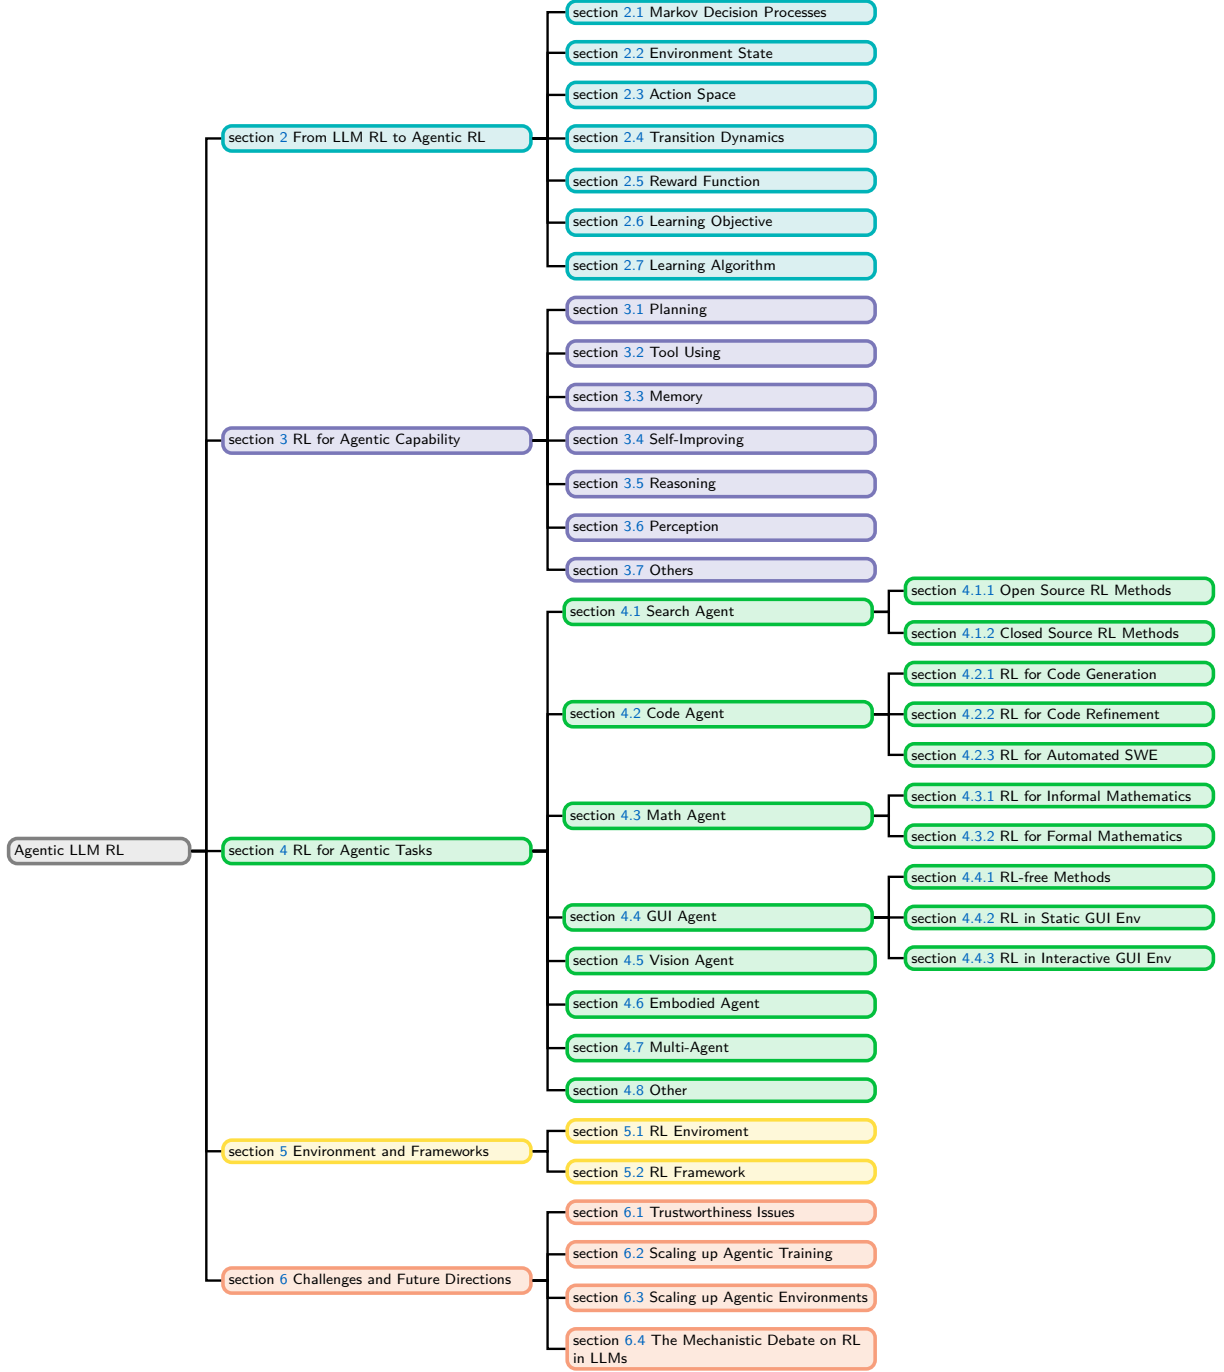 Agentic LLM RL
section 2 From LLM RL to Agentic RL
section 2.1 Markov Decision Processes
section 2.2 Environment State
section 2.3 Action Space
section 2.4 Transition Dynamics
section 2.5 Reward Function
section 2.6 Learning Objective
section 2.7 Learning Algorithm
section 3 RL for Agentic Capability
section 3.1 Planning
section 3.2 Tool Using
section 3.3 Memory
section 3.4 Self-Improving
section 3.5 Reasoning
section 3.6 Perception
section 3.7 Others
section 4 RL for Agentic Tasks
section 4.1 Search Agent
section 4.1.1 Open Source RL Methods
section 4.1.2 Closed Source RL Methods
section 4.2 Code Agent
section 4.2.1 RL for Code Generation
section 4.2.2 RL for Code Refinement
section 4.2.3 RL for Automated SWE
section 4.3 Math Agent
section 4.3.1 RL for Informal Mathematics
section 4.3.2 RL for Formal Mathematics
section 4.4 GUI Agent
section 4.4.1 RL-free Methods
section 4.4.2 RL in Static GUI Env
section 4.4.3 RL in Interactive GUI Env
section 4.5 Vision Agent
section 4.6 Embodied Agent
section 4.7 Multi-Agent
section 4.8 Other
section 5 Environment and Frameworks
section 5.1 RL Enviroment
section 5.2 RL Framework
section 6 Challenges and Future Directions
section 6.1 Trustworthiness Issues
section 6.2 Scaling up Agentic Training
section 6.3 Scaling up Agentic Environments
section 6.4 The Mechanistic Debate on RL
in LLMs